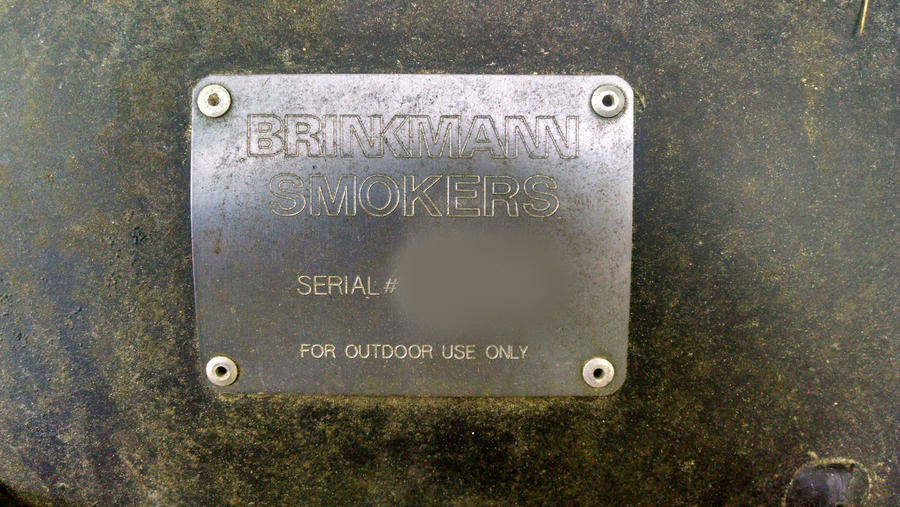 BRINKMANN
SMOKERS
SERIAL #
FOR OUTDOOR USE ONLY